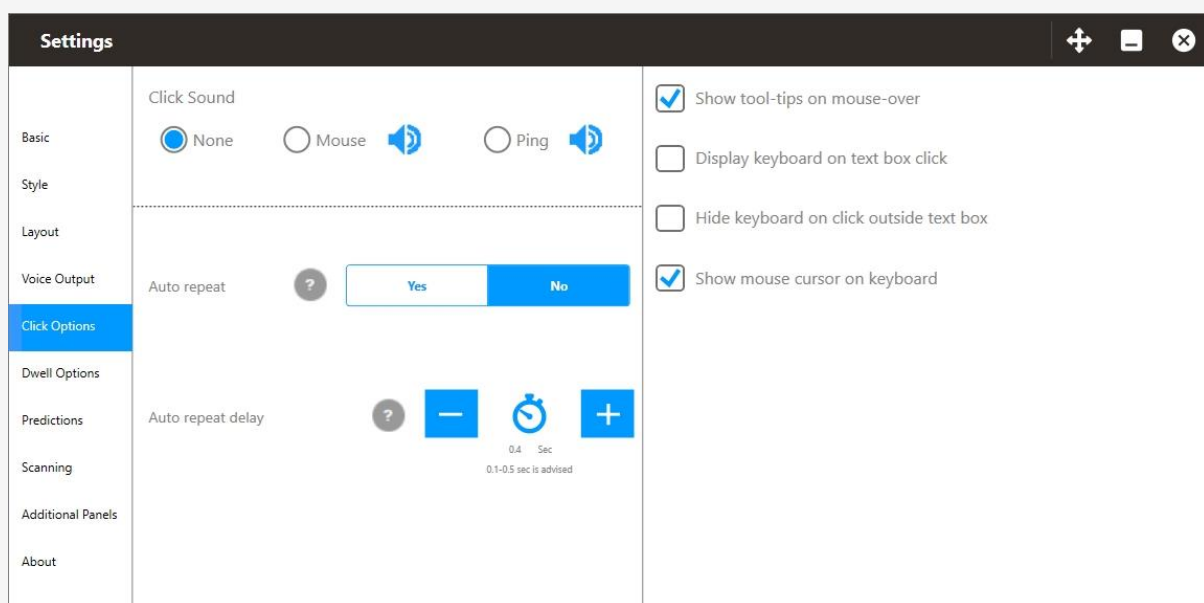 Settings
Basic
Style
Layout
Voice Output
Click Options
Dwell Options
Predictions
Scanning
Additional Panels
About
Click Sound
None Mouse Ping
Auto repeat ? Yes No
Auto repeat delay ?
0.4 Sec
0.1-0.5 sec is advised
Show tool-tips on mouse-over
Display keyboard on text box click
Hide keyboard on click outside text box
Show mouse cursor on keyboard